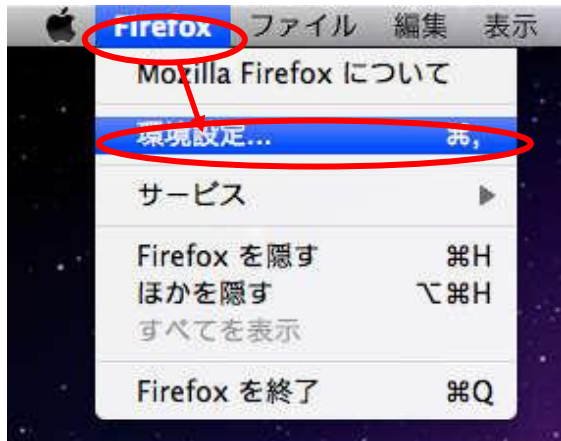 Firefox ファイル 編集 表示
Mozilla Firefox について
環境設定... ⌘,
サービス ▶
Firefox を隠す ⌘H
ほかを隠す ⌥⌘H
すべてを表示
Firefox を終了 ⌘Q